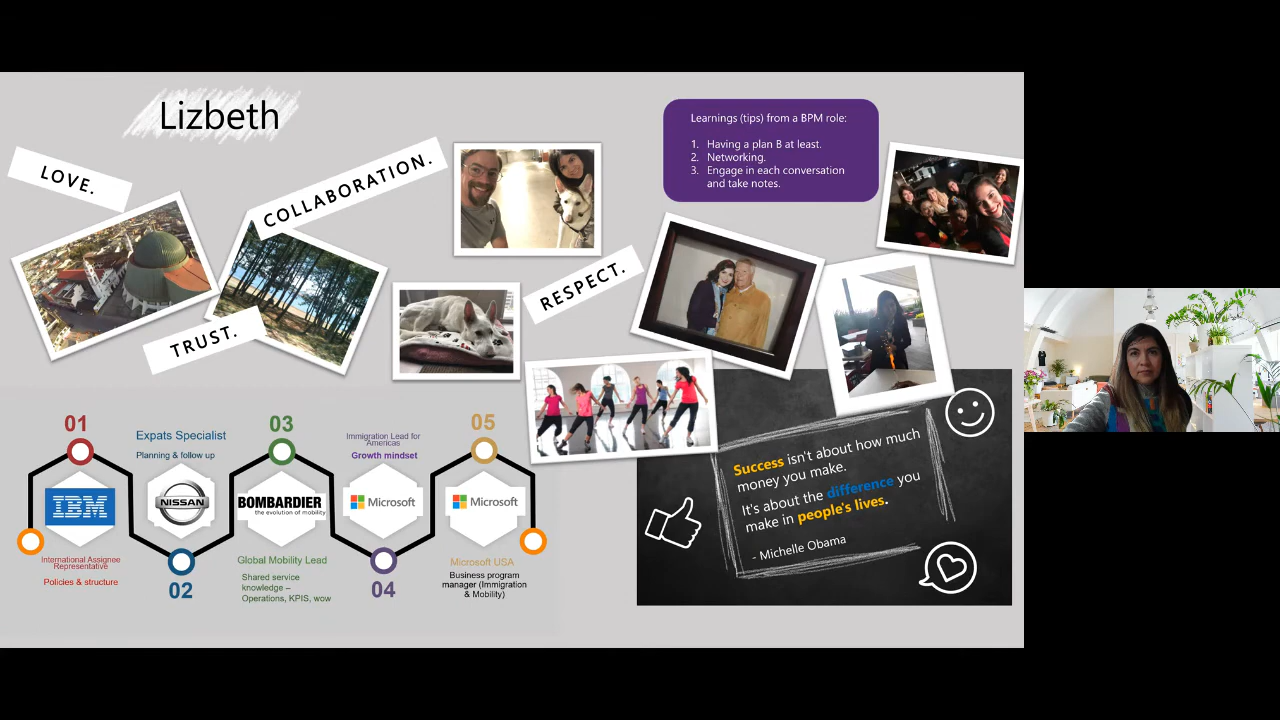 Lizbeth
LOVE.
COLLABORATION.
TRUST.
RESPECT.
Learnings (tips) from a BPM role:
1. Having a plan B at least.
2. Networking.
3. Engage in each conversation
and take notes.
01
IBM
International Assignee
Representative
Policies & structure
Expats Specialist
Planning & follow up
NISSAN
02
03
BOMBARDIER
the evolution of mobility
Global Mobility Lead
Shared service
knowledge –
Operations, KPIS, wow
Immigration Lead for
Americas
Growth mindset
Microsoft
04
05
Microsoft
Microsoft USA
Business program
manager (Immigration
& Mobility)
Success isn't about how much
money you make.
It's about the difference you
make in people's lives.
- Michelle Obama